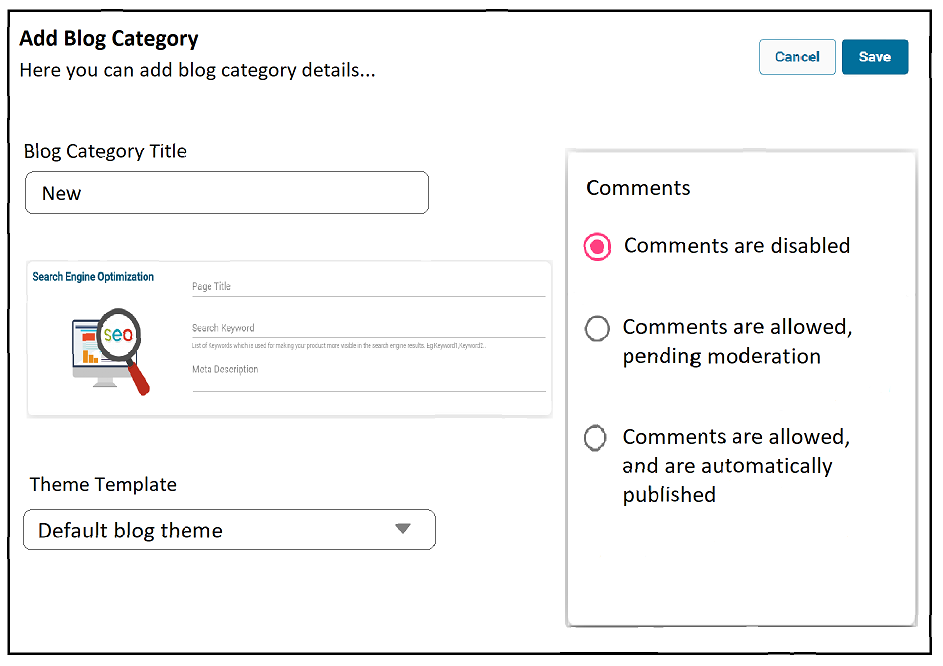 Add Blog Category
Here you can add blog category details...
Cancel
Save
Blog Category Title
New
Search Engine Optimization
seo
Page Title
Search Keyword
List of Keywords which is used for making your product more visible in the search engine results. Eg:Keyword1,Keyword2..
Meta Description
Theme Template
Default blog theme
Comments
Comments are disabled
Comments are allowed,
pending moderation
Comments are allowed,
and are automatically
published